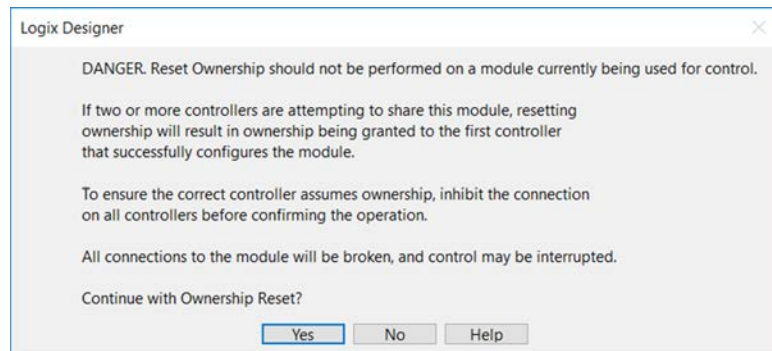 Logix Designer
DANGER. Reset Ownership should not be performed on a module currently being used for control.
If two or more controllers are attempting to share this module, resetting
ownership will result in ownership being granted to the first controller
that successfully configures the module.
To ensure the correct controller assumes ownership, inhibit the connection
on all controllers before confirming the operation.
All connections to the module will be broken, and control may be interrupted.
Continue with Ownership Reset?
Yes No Help